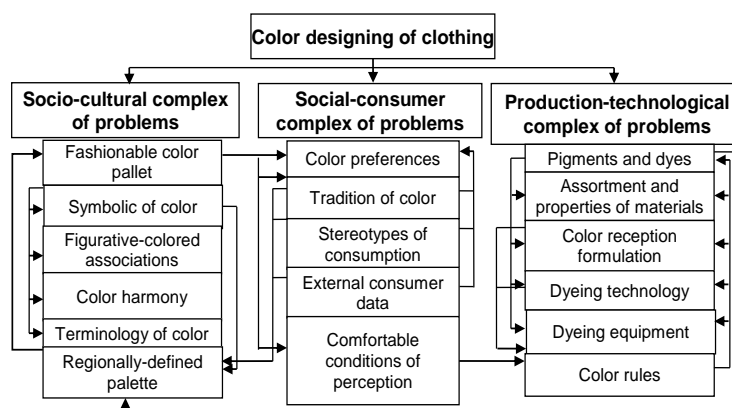 Color designing of clothing
Socio-cultural complex
of problems
Fashionable color
pallet
Symbolic of color
Figurative-colored
associations
Color harmony
Terminology of color
Regionally-defined
palette
Social-consumer
complex of problems
Color preferences
Tradition of color
Stereotypes of
consumption
External consumer
data
Comfortable
conditions of
perception
Production-technological
complex of problems
Pigments and dyes
Assortment and
properties of materials
Color reception
formulation
Dyeing technology
Dyeing equipment
Color rules